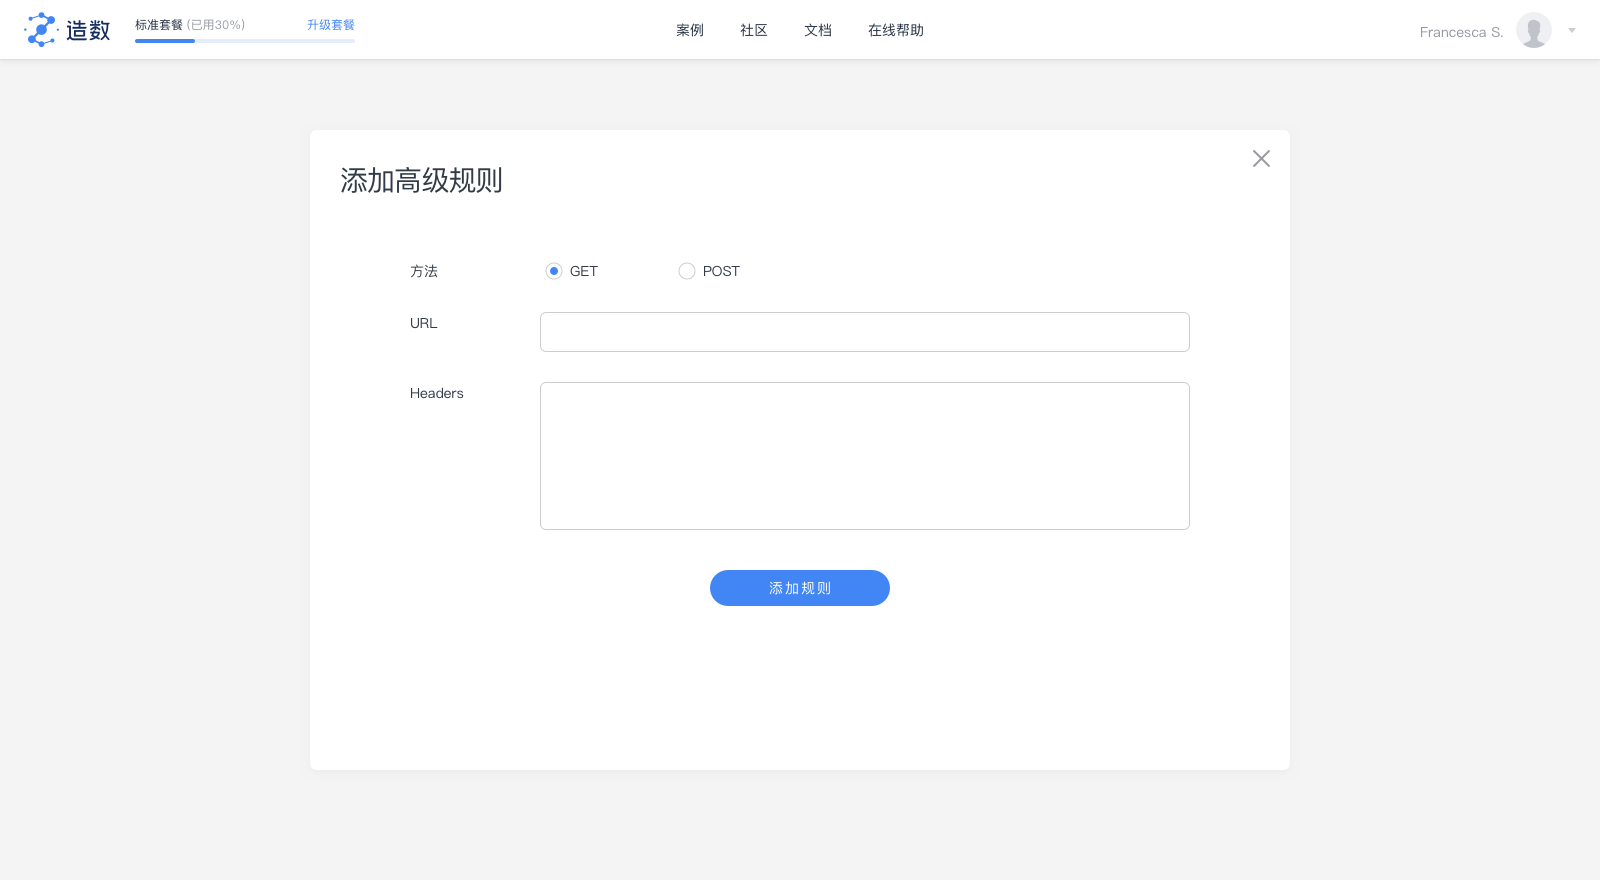 造数
标准套餐 (已用30%) 升级套餐
案例 社区 文档 在线帮助
Francesca S.
添加高级规则
方法 GET POST
URL
Headers
添加规则